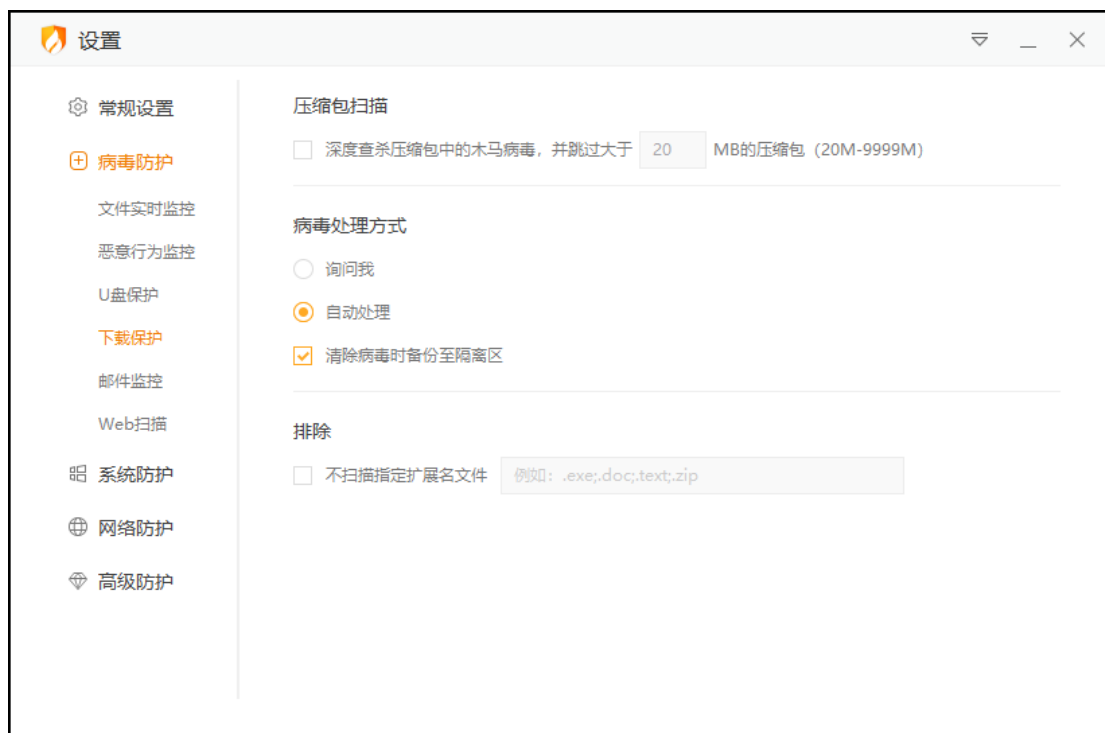 设置
常规设置
病毒防护
文件实时监控
恶意行为监控
U盘保护
下载保护
邮件监控
Web扫描
系统防护
网络防护
高级防护
压缩包扫描
深度查杀压缩包中的木马病毒，并跳过大于 20 MB的压缩包（20M-9999M）
病毒处理方式
询问我
自动处理
清除病毒时备份至隔离区
排除
不扫描指定扩展名文件 例如：.exe;.doc;.text;.zip